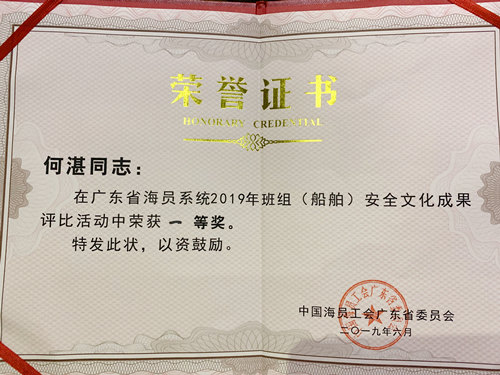 荣誉证书
HONORARY CREDENTIAL
何湛同志：
在广东省海员系统2019年班组（船舶）安全文化成果
评比活动中荣获 一 等奖。
特发此状，以资鼓励。
中国海员工会广东省委员会
二〇一九年六月